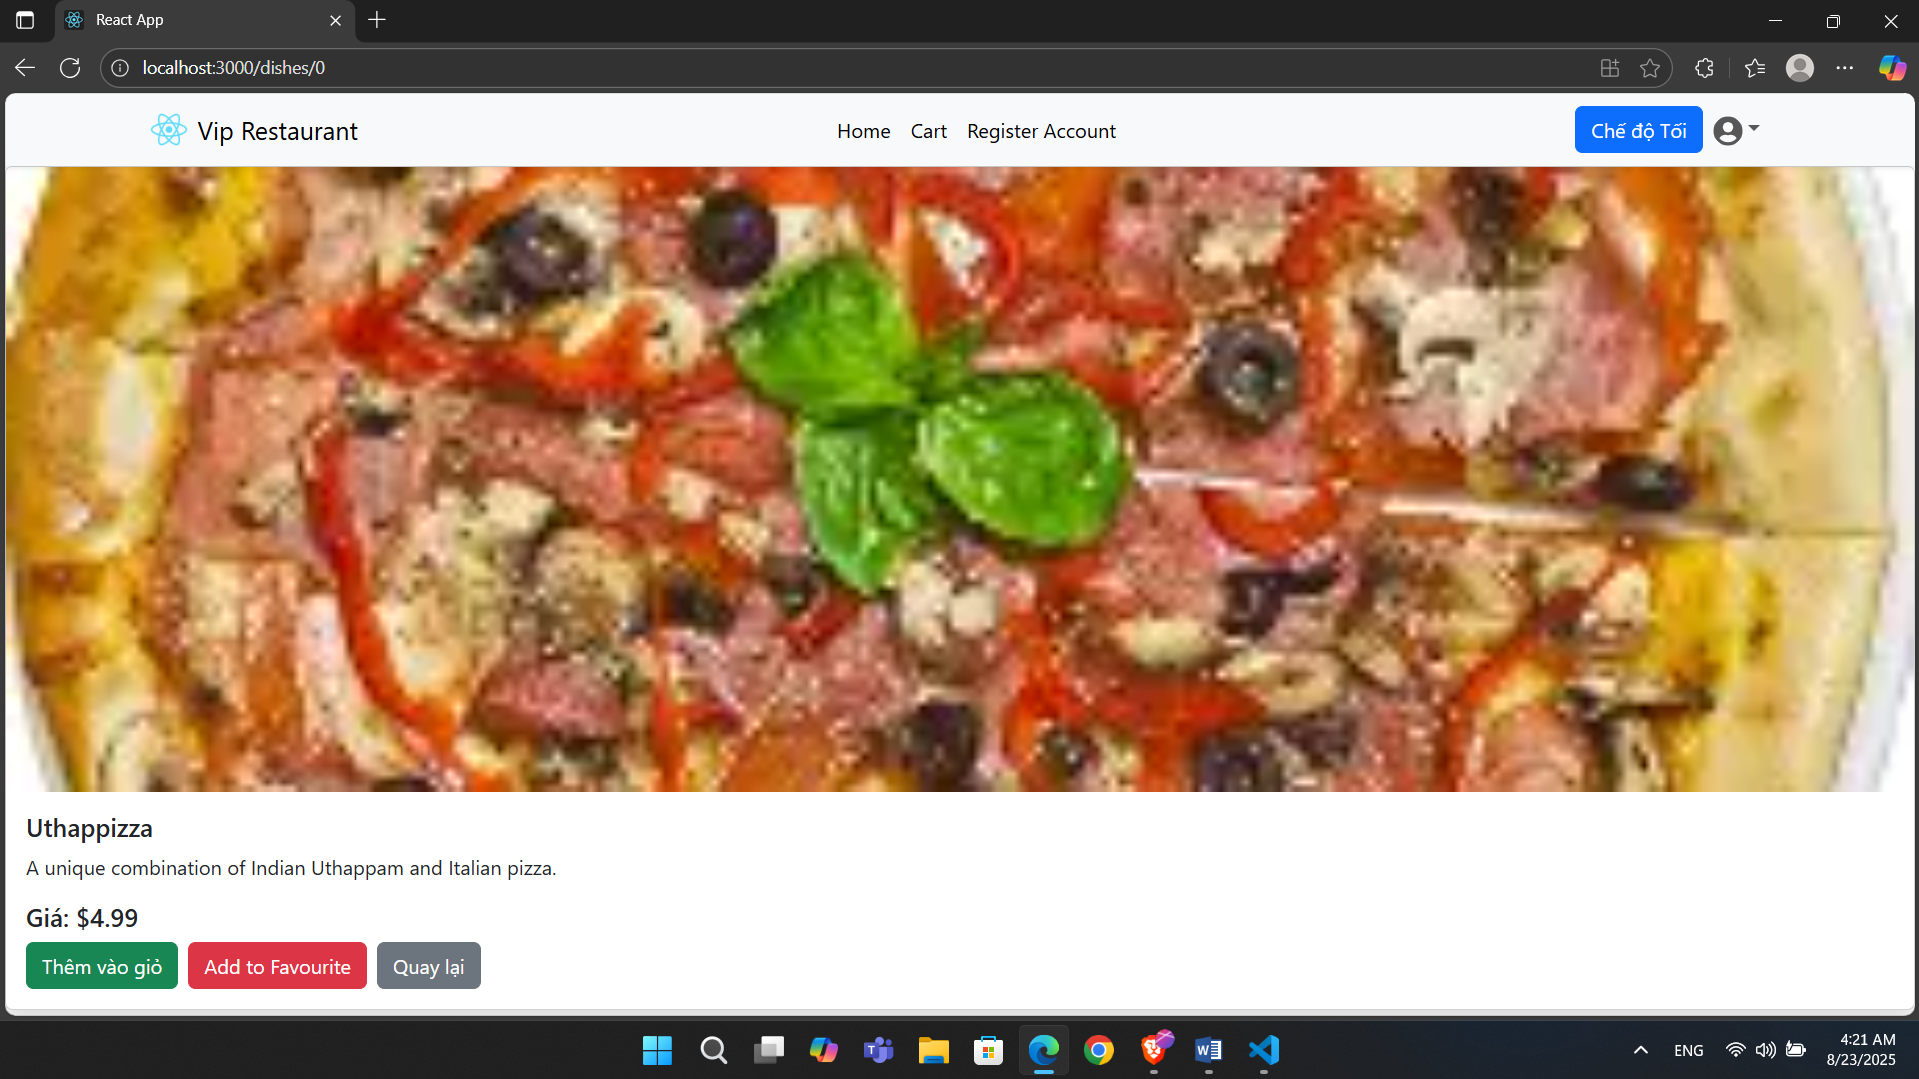 React App
localhost:3000/dishes/0
Vip Restaurant
Home Cart Register Account
Chế độ Tối
Uthappizza
A unique combination of Indian Uthappam and Italian pizza.
Giá: $4.99
Thêm vào giỏ Add to Favourite Quay lại
ENG
4:21 AM
8/23/2025